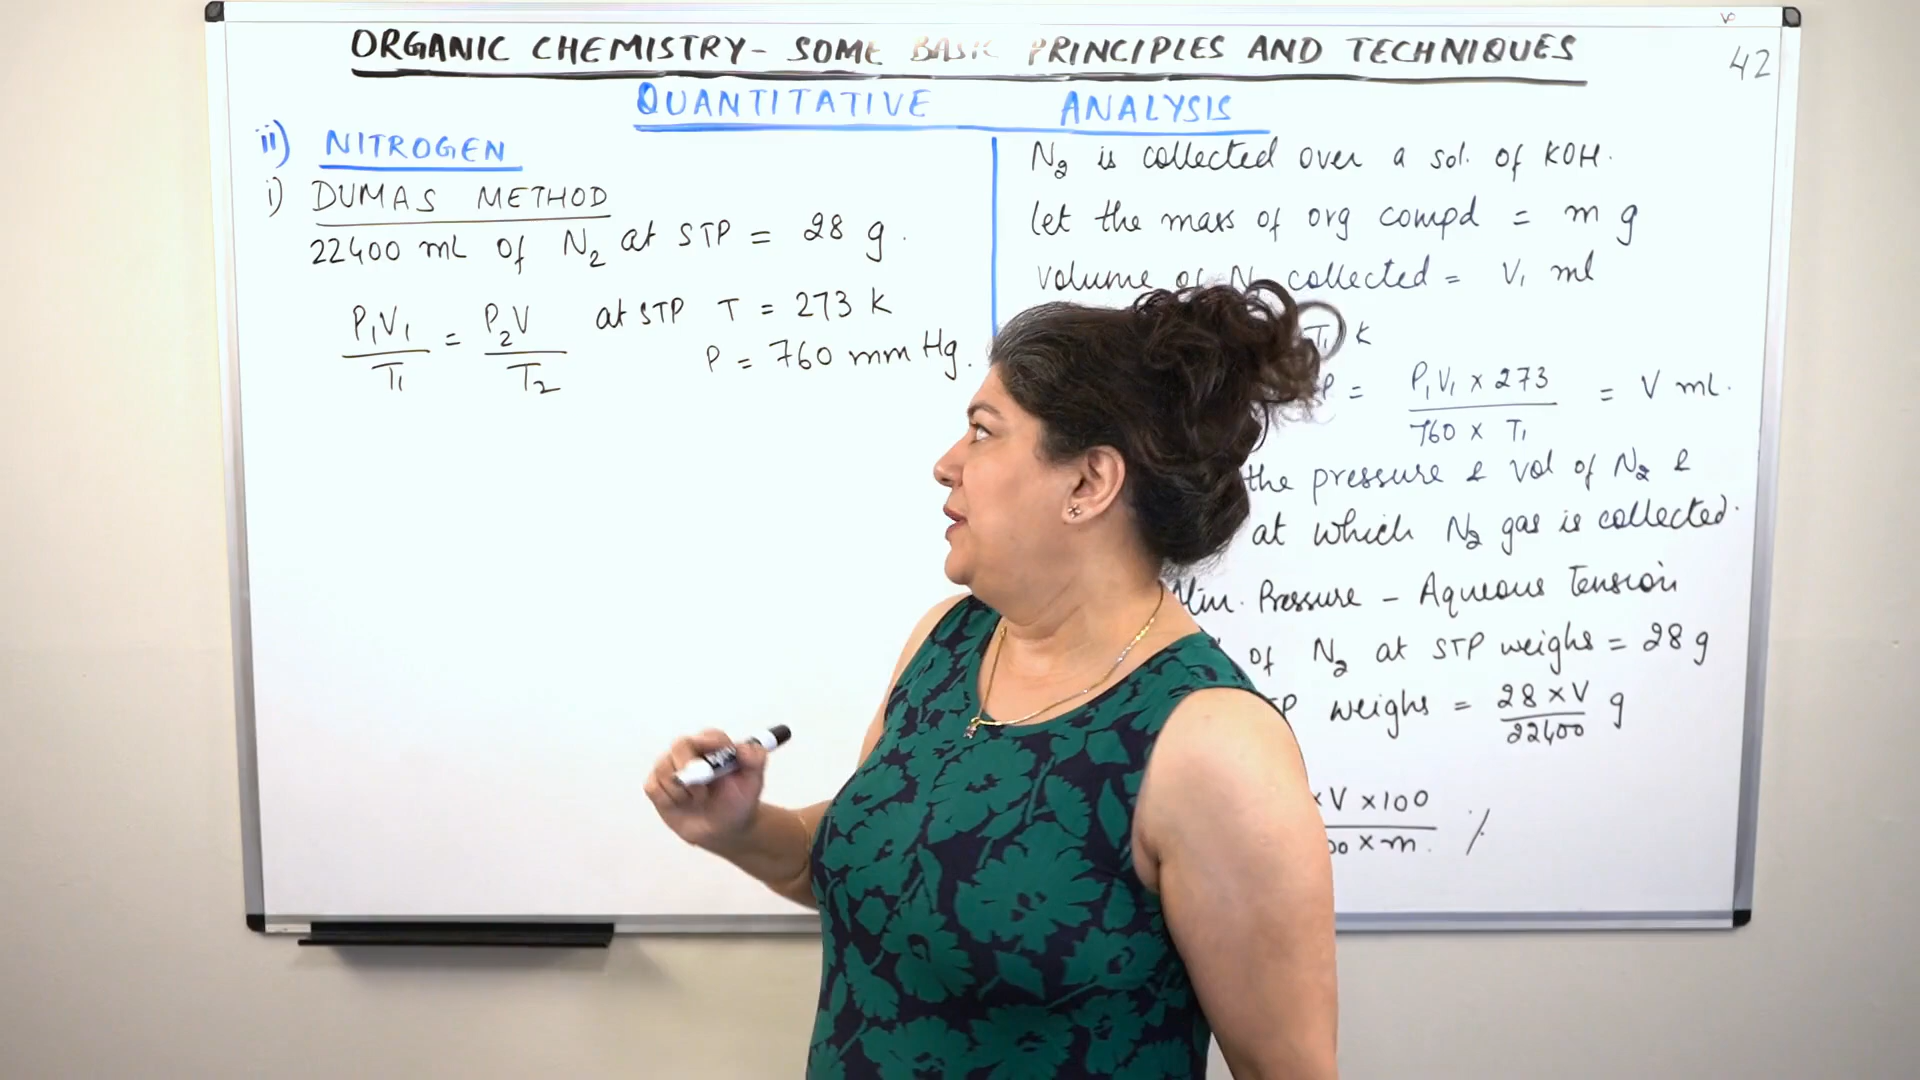 ORGANIC CHEMISTRY - SOME BASIC PRINCIPLES AND TECHNIQUES
42
QUANTITATIVE ANALYSIS
ii) NITROGEN
i) DUMAS METHOD
22400 mL of N₂ at STP = 28 g.
P₁V₁/T₁ = P₂V/T₂ at STP T = 273 K
P = 760 mm Hg.
N₂ is collected over a sol. of KOH.
let the mass of org compd = m g
volume of N collected = V₁ ml
T₁ K
P = P₁V₁ x 273 / 760 x T₁ = V mL.
the pressure & vol of N₂ &
at which N₂ gas is collected.
Pressure - Aqueous Tension
of N₂ at STP weighs = 28 g
P weighs = 28 x V / 22400 g
x V x 100 / 00 x m. %